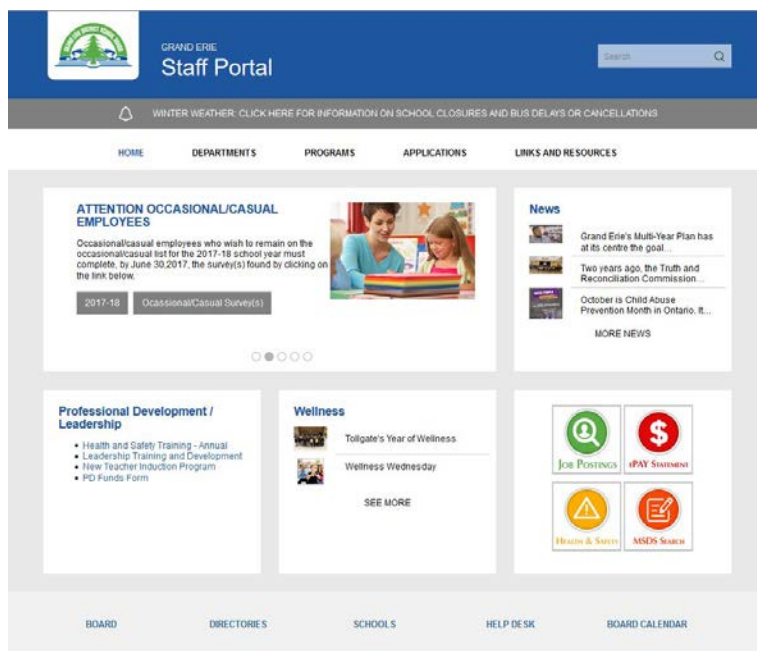 GRAND ERIE
Staff Portal
Search
WINTER WEATHER: CLICK HERE FOR INFORMATION ON SCHOOL CLOSURES AND BUS DELAYS OR CANCELLATIONS
HOME DEPARTMENTS PROGRAMS APPLICATIONS LINKS AND RESOURCES
ATTENTION OCCASIONAL/CASUAL
EMPLOYEES
Occasional/casual employees who wish to remain on the
occasional/casual list for the 2017-18 school year must
complete, by June 30,2017, the survey(s) found by clicking on
the link below.
2017-18 Ocassional/Casual Survey(s)
News
Grand Erie's Multi-Year Plan has
at its centre the goal...
Two years ago, the Truth and
Reconciliation Commission...
October is Child Abuse
Prevention Month in Ontario. It...
MORE NEWS
Professional Development /
Leadership
Health and Safety Training - Annual
Leadership Training and Development
New Teacher Induction Program
PD Funds Form
Wellness
Tollgate's Year of Wellness
Wellness Wednesday
SEE MORE
JOB POSTINGS
ePAY STATEMENT
HEALTH & SAFETY
MSDS SEARCH
BOARD DIRECTORIES SCHOOLS HELP DESK BOARD CALENDAR